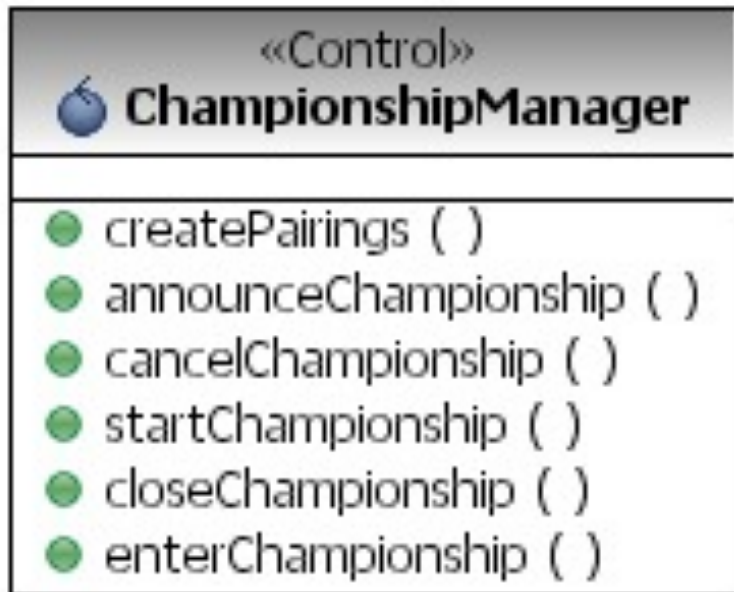 «Control»
ChampionshipManager
createPairings ( )
announceChampionship ( )
cancelChampionship ( )
startChampionship ( )
closeChampionship ( )
enterChampionship ( )